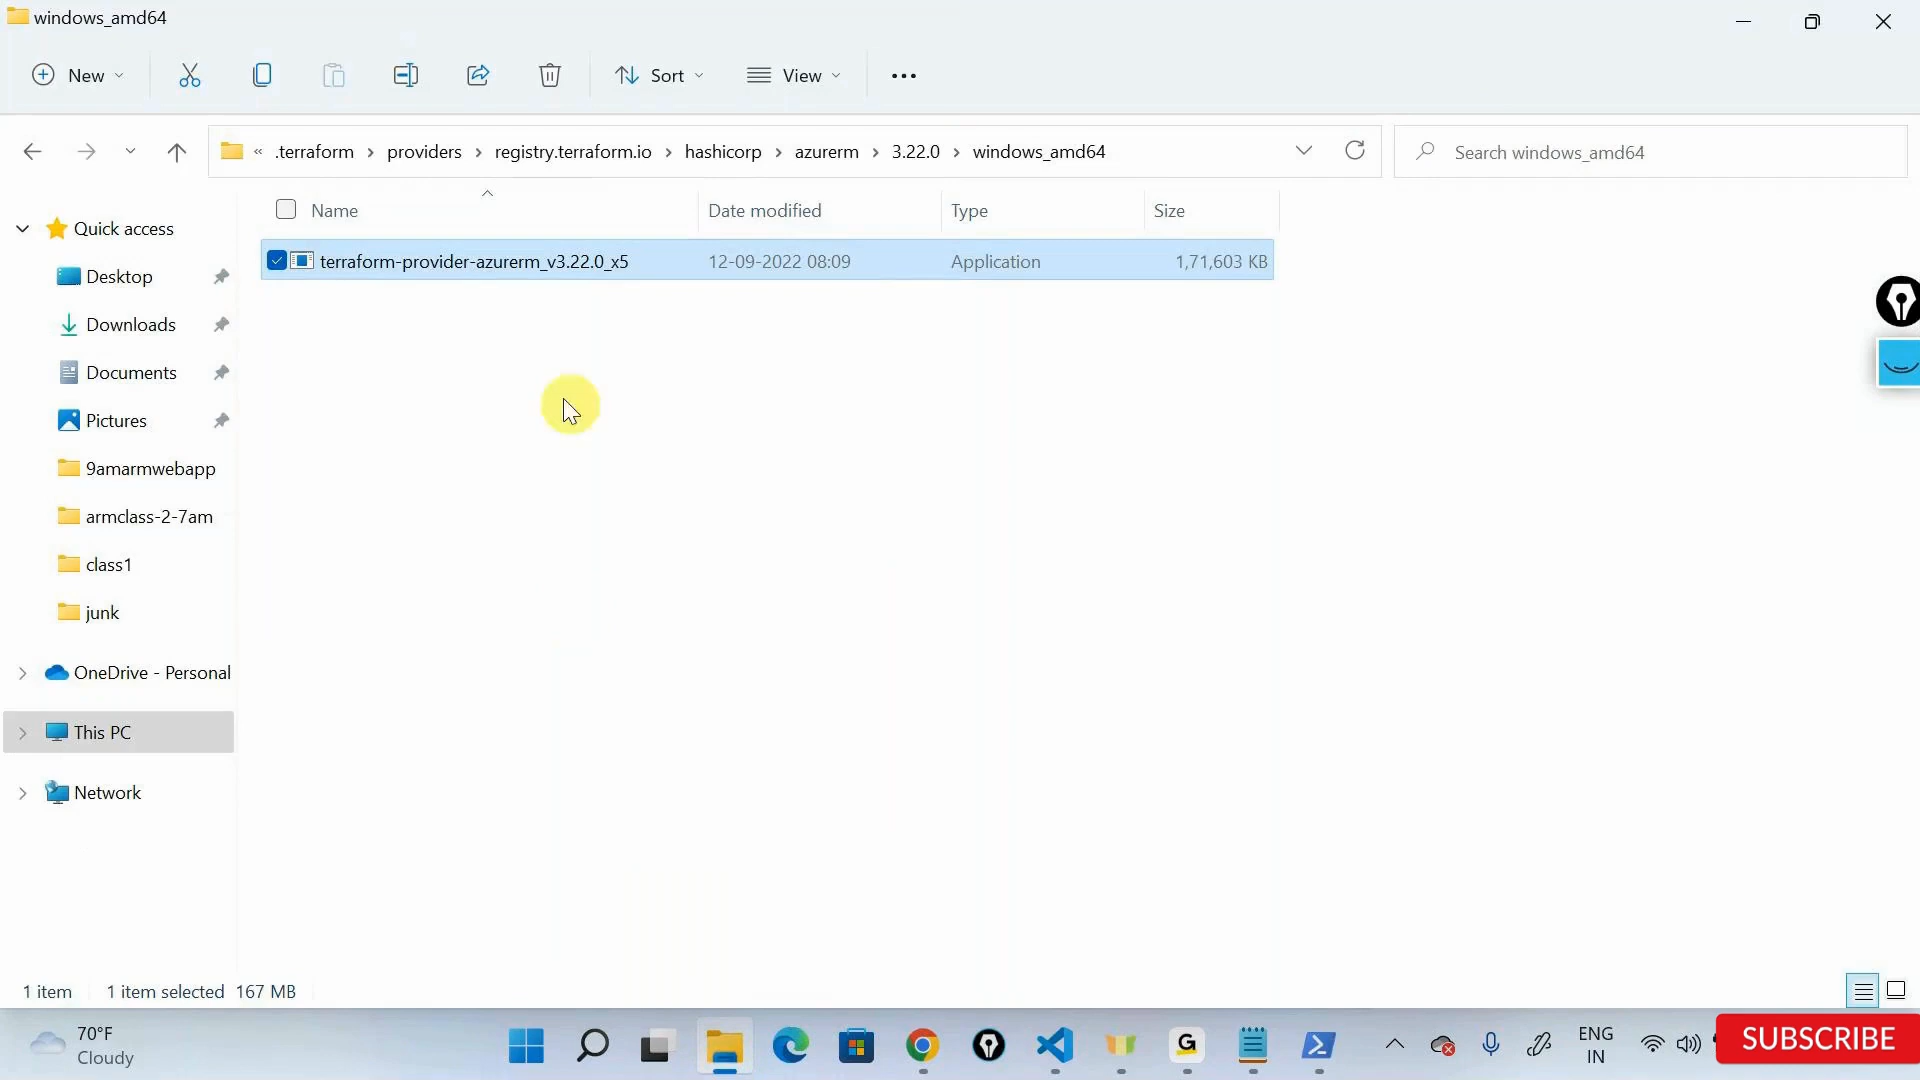 windows_amd64
New
Sort
View
« .terraform > providers > registry.terraform.io > hashicorp > azurerm > 3.22.0 > windows_amd64
Search windows_amd64
Name
Date modified
Type
Size
terraform-provider-azurerm_v3.22.0_x5
12-09-2022 08:09
Application
1,71,603 KB
Quick access
Desktop
Downloads
Documents
Pictures
9amarmwebapp
armclass-2-7am
class1
junk
OneDrive - Personal
This PC
Network
1 item
1 item selected 167 MB
70°F
Cloudy
G
ENG
IN
SUBSCRIBE